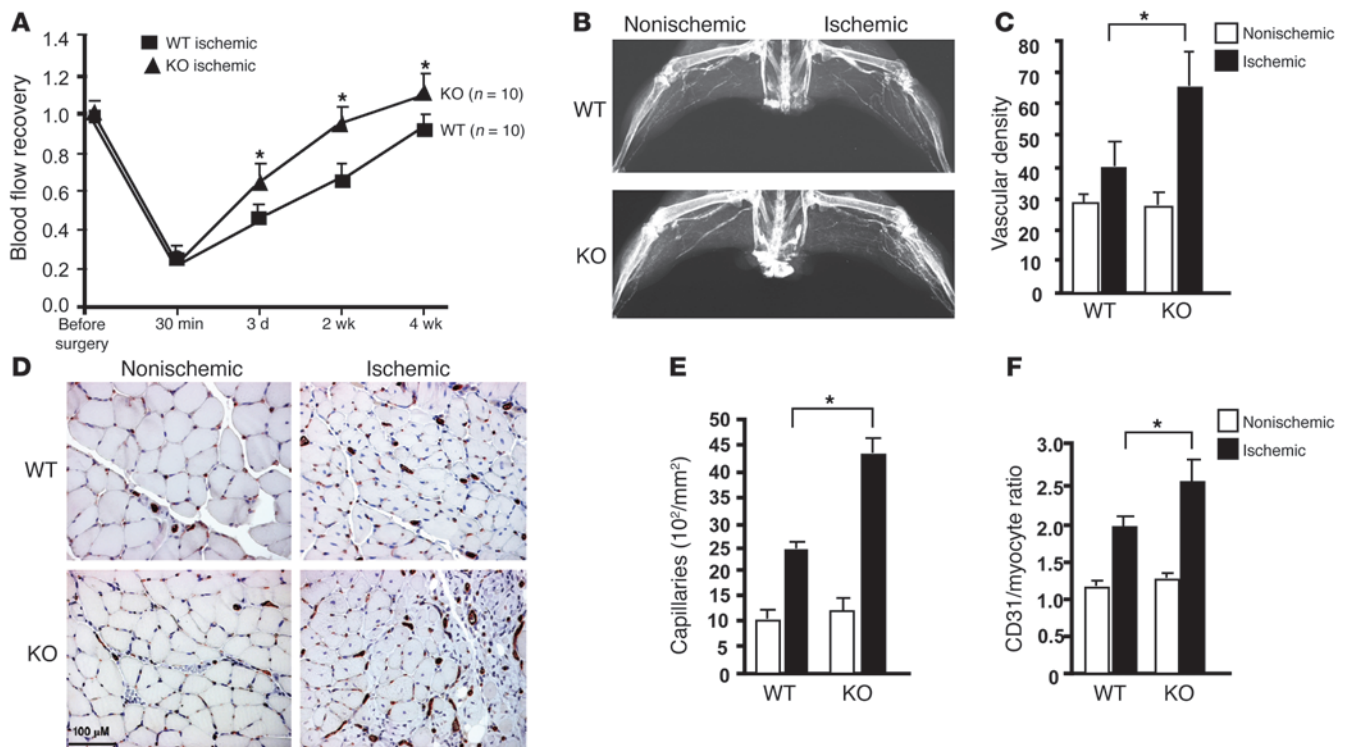 A
1.4
1.2
1.0
0.8
0.6
0.4
0.2
0.0
Blood flow recovery
WT ischemic
KO ischemic
*
*
*
KO (n = 10)
WT (n = 10)
Before surgery
30 min
3 d
2 wk
4 wk
B
Nonischemic
Ischemic
WT
KO
C
*
Nonischemic
Ischemic
80
70
60
50
40
30
20
10
0
Vascular density
WT
KO
D
Nonischemic
Ischemic
WT
KO
100 µM
E
*
50
45
40
35
30
25
20
15
10
5
0
Capillaries (10²/mm²)
WT
KO
F
*
Nonischemic
Ischemic
3.0
2.5
2.0
1.5
1.0
0.5
0
CD31/myocyte ratio
WT
KO